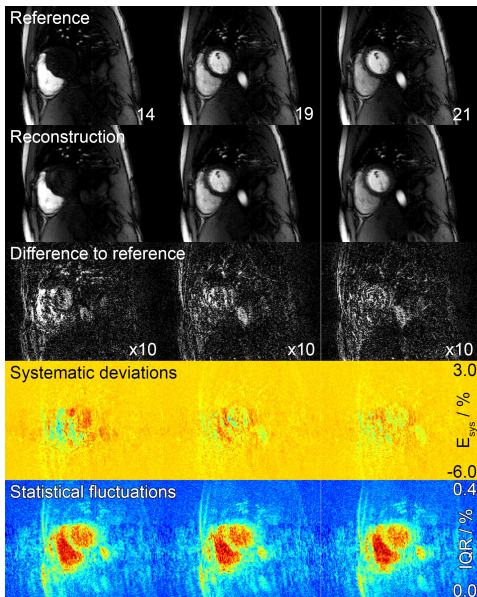 Reference
14
19
21
Reconstruction
Difference to reference
x10
x10
x10
Systematic deviations
3.0
E_sys / %
-6.0
Statistical fluctuations
0.4
IQR / %
0.0